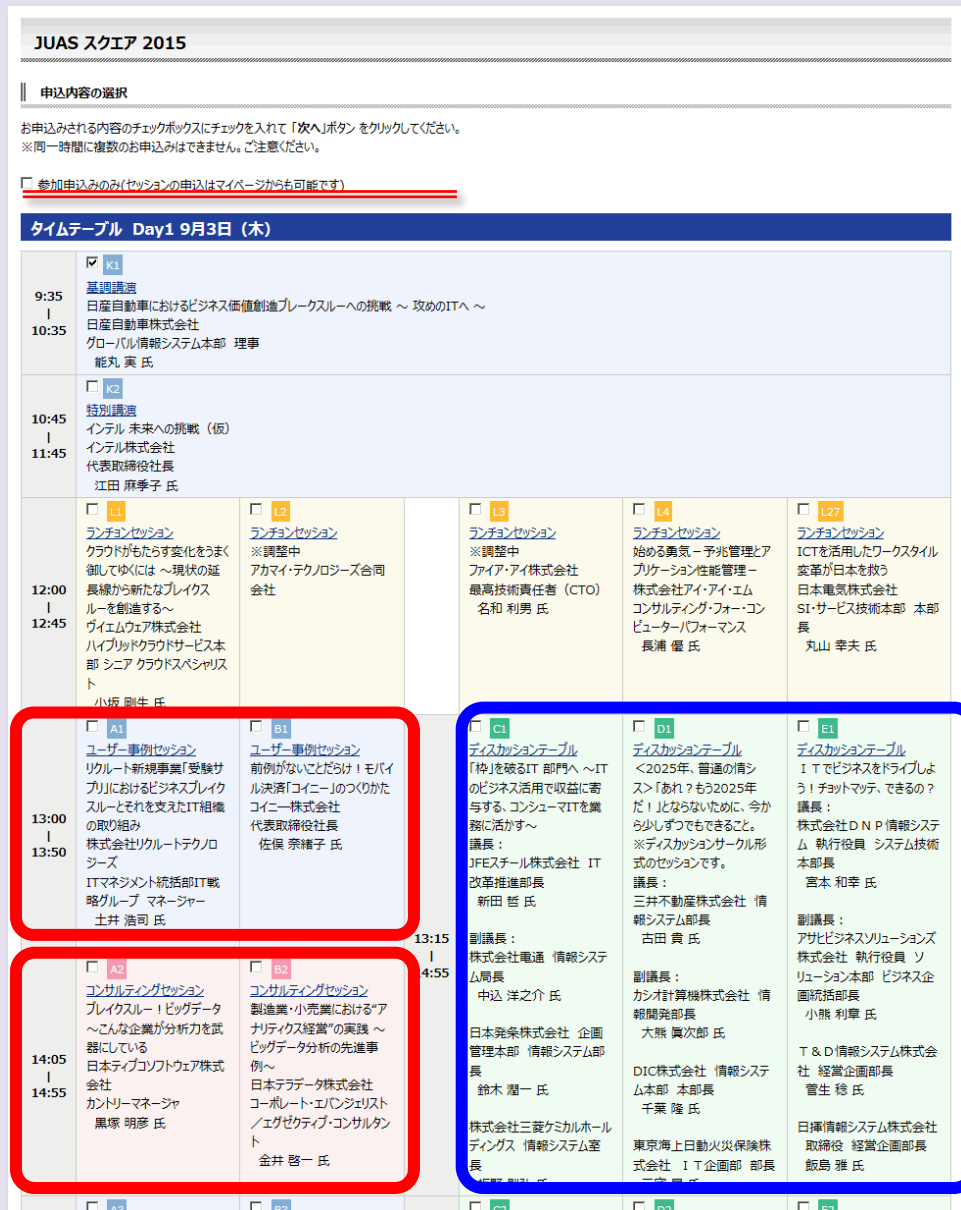 JUAS スクエア 2015
申込内容の選択
お申込みされる内容のチェックボックスにチェックを入れて「次へ」ボタン をクリックしてください。
※同一時間に複数のお申込みはできません。ご注意ください。
参加申込みのみ(セッションの申込はマイページからも可能です)
タイムテーブル Day1 9月3日（木）
9:35
|
10:35
K1
基調講演
日産自動車におけるビジネス価値創造ブレークスルーへの挑戦 ～ 攻めのITへ ～
日産自動車株式会社
グローバル情報システム本部 理事
能丸 実 氏
10:45
|
11:45
K2
特別講演
インテル 未来への挑戦（仮）
インテル株式会社
代表取締役社長
江田 麻季子 氏
12:00
|
12:45
L1
ランチョンセッション
クラウドがもたらす変化をうまく
御してゆくには ～現状の延
長線から新たなブレイクス
ルーを創造する～
ヴイエムウェア株式会社
ハイブリッドクラウドサービス本
部 シニア クラウドスペシャリス
ト
小坂 剛生 氏
L2
ランチョンセッション
※調整中
アカマイ・テクノロジーズ合同
会社
L3
ランチョンセッション
※調整中
ファイア・アイ株式会社
最高技術責任者（CTO）
名和 利男 氏
L4
ランチョンセッション
始める勇気－予兆管理とア
プリケーション性能管理－
株式会社アイ・アイ・エム
コンサルティング・フォー・コン
ピューターパフォーマンス
長浦 優 氏
L27
ランチョンセッション
ICTを活用したワークスタイル
変革が日本を救う
日本電気株式会社
SI・サービス技術本部 本部
長
丸山 幸夫 氏
13:00
|
13:50
A1
ユーザー事例セッション
リクルート新規事業「受験サ
プリ」におけるビジネスブレイク
スルーとそれを支えたIT組織
の取り組み
株式会社リクルートテクノロ
ジーズ
ITマネジメント統括部IT戦
略グループ マネージャー
土井 浩司 氏
B1
ユーザー事例セッション
前例がないことだらけ！モバイ
ル決済「コイニー」のつくりかた
コイニー株式会社
代表取締役社長
佐俣 奈緒子 氏
13:15
|
4:55
C1
ディスカッションテーブル
「枠」を破るIT 部門へ ～IT
のビジネス活用で収益に寄
与する、コンシューマITを業
務に活かす～
議長：
JFEスチール株式会社 IT
改革推進部長
新田 哲 氏
副議長：
株式会社電通 情報システ
ム局長
中込 洋之介 氏
日本発条株式会社 企画
管理本部 情報システム部
長
鈴木 潤一 氏
株式会社三菱ケミカルホール
ディングス 情報システム室
長
D1
ディスカッションテーブル
＜2025年、普通の情シ
ス＞「あれ？もう2025年
だ！」とならないために、今か
ら少しずつでもできること。
※ディスカッションサークル形
式のセッションです。
議長：
三井不動産株式会社 情
報システム部長
古田 貴 氏
副議長：
カシオ計算機株式会社 情
報開発部長
大熊 眞次郎 氏
DIC株式会社 情報システ
ム本部 本部長
千葉 隆 氏
東京海上日動火災保険株
式会社 ＩＴ企画部 部長
E1
ディスカッションテーブル
ＩＴでビジネスをドライブしよ
う！チョットマッテ、できるの？
議長：
株式会社ＤＮＰ情報システ
ム 執行役員 システム技術
本部長
宮本 和幸 氏
副議長：
アサヒビジネスソリューションズ
株式会社 執行役員 ソ
リューション本部 ビジネス企
画統括部長
小熊 利章 氏
Ｔ＆Ｄ情報システム株式会
社 経営企画部長
菅生 稔 氏
日揮情報システム株式会社
取締役 経営企画部長
飯島 雅 氏
14:05
|
14:55
A2
コンサルティングセッション
ブレイクスルー！ビッグデータ
～こんな企業が分析力を武
器にしている
日本ティブコソフトウェア株式
会社
カントリーマネージャ
黒塚 明彦 氏
B2
コンサルティングセッション
製造業・小売業における“ア
ナリティクス経営”の実践 ～
ビッグデータ分析の先進事
例～
日本テラデータ株式会社
コーポレート・エバンジェリスト
／エグゼクティブ・コンサルタン
ト
金井 啓一 氏
A3
B3
C2
D2
E2